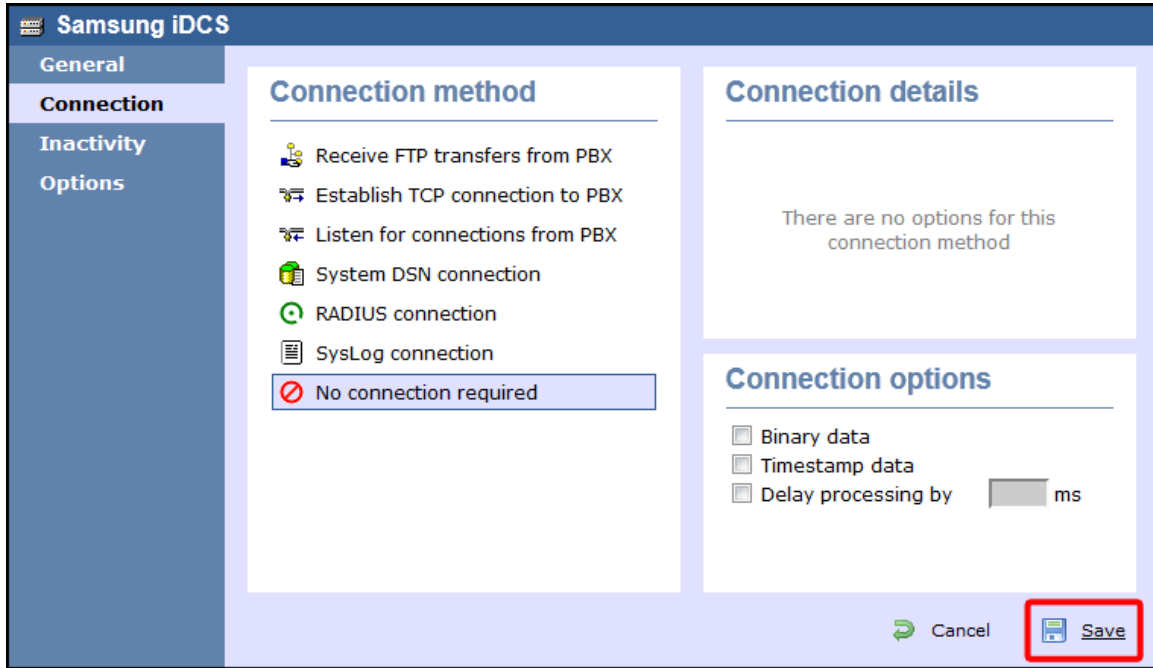 Samsung iDCS
General
Connection
Inactivity
Options
Connection method
Receive FTP transfers from PBX
Establish TCP connection to PBX
Listen for connections from PBX
System DSN connection
RADIUS connection
SysLog connection
No connection required
Connection details
There are no options for this
connection method
Connection options
Binary data
Timestamp data
Delay processing by ms
Cancel
Save